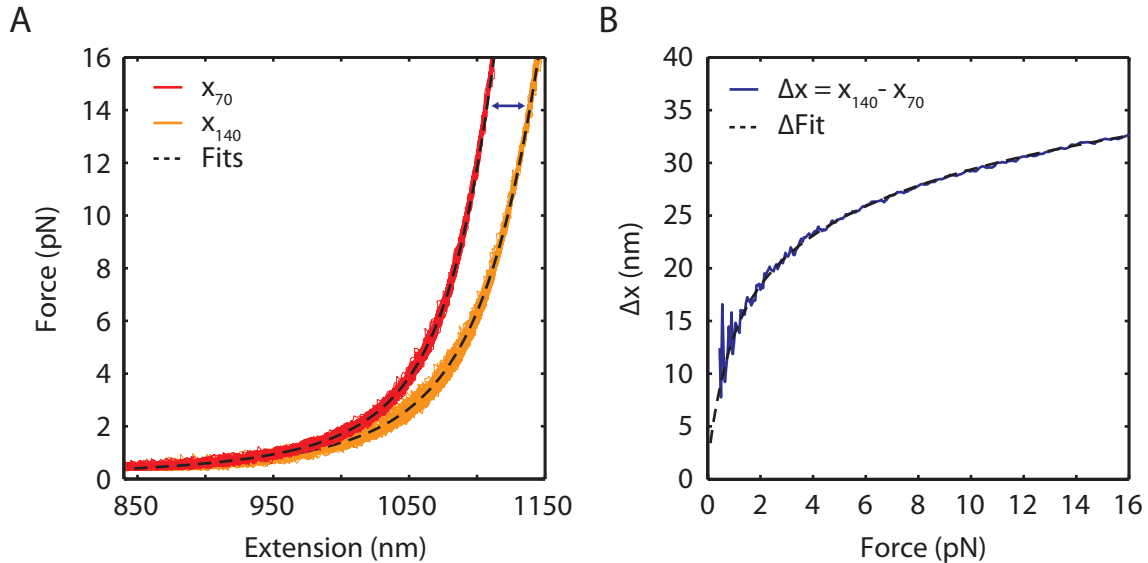 A
16
14
12
10
8
6
4
2
0
850
950
1050
1150
Force (pN)
Extension (nm)
x70
x140
Fits
B
40
35
30
25
20
15
10
5
0
0
2
4
6
8
10
12
14
16
Δx (nm)
Force (pN)
Δx = x140- x70
ΔFit